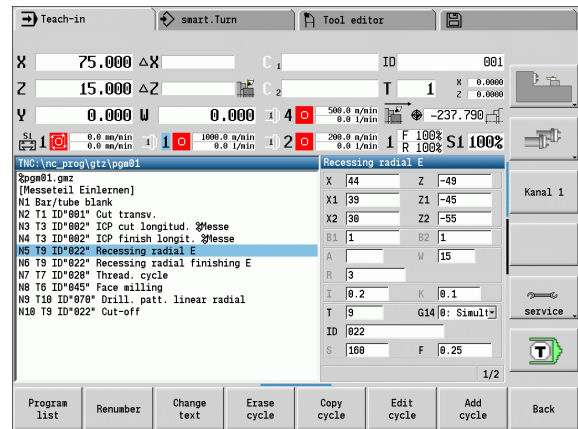 Teach-in smart.Turn Tool editor
X 75.000 ΔX C 1 ID 001
Z 15.000 ΔZ C 2 T 1 X 0.0000 Z 0.0000
Y 0.000 U 0.000 4 500.0 m/min 0.0 1/min -237.790
S1 1 0.0 mm/min 0.0 mm/min 1 1000.0 m/min 0.0 1/min 2 200.0 m/min 0.0 1/min 1 F 100% R 100% S1 100%
TNC:\nc_prog\gtz\pgm01
%pgm01.gmz
[Messeteil Einlernen]
N1 Bar/tube blank
N2 T1 ID"001" Cut transv.
N3 T3 ID"002" ICP cut longitud. %Messe
N4 T3 ID"002" ICP finish longit. %Messe
N5 T9 ID"022" Recessing radial E
N6 T9 ID"022" Recessing radial finishing E
N7 T7 ID"028" Thread. cycle
N8 T6 ID"045" Face milling
N9 T10 ID"070" Drill. patt. linear radial
N10 T9 ID"022" Cut-off
Recessing radial E
X 44 Z -49
X1 39 Z1 -45
X2 30 Z2 -55
B1 1 B2 1
A W 15
R 3
I 0.2 K 0.1
T 9 G14 0: Simult
ID 022
S 160 F 0.25
1/2
Kanal 1
service
T
Program list
Renumber
Change text
Erase cycle
Copy cycle
Edit cycle
Add cycle
Back